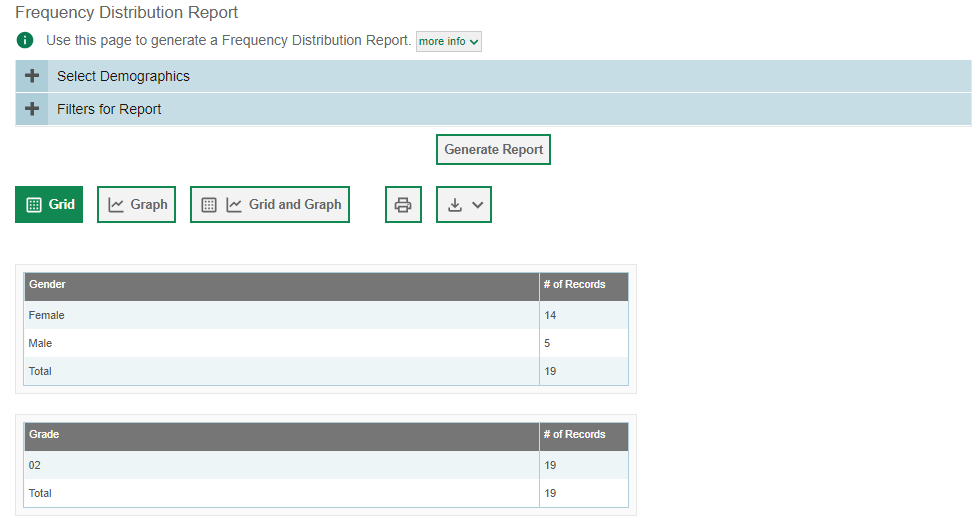 Frequency Distribution Report
Use this page to generate a Frequency Distribution Report. more info
Select Demographics
Filters for Report
Generate Report
Grid Graph Grid and Graph
Gender # of Records
Female 14
Male 5
Total 19
Grade # of Records
02 19
Total 19